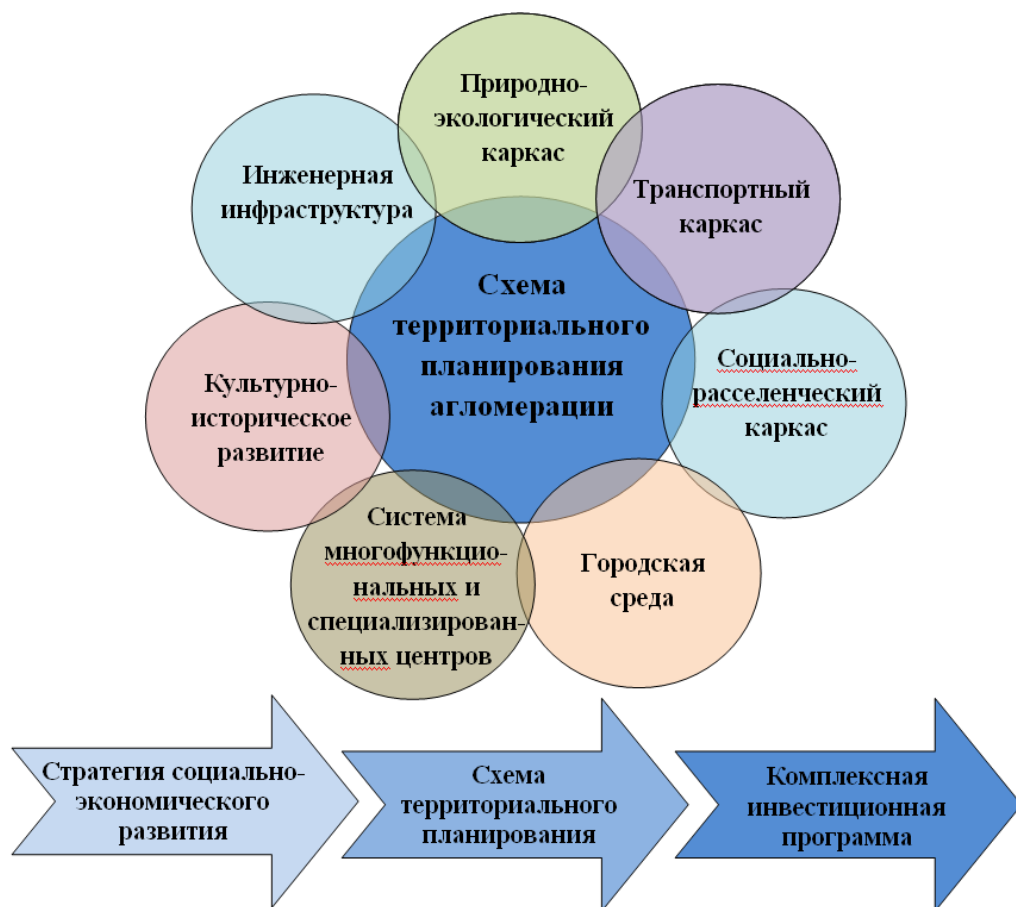 Природно-
экологический
каркас
Инженерная
инфраструктура
Транспортный
каркас
Схема
территориального
планирования
агломерации
Социально-
расселенческий
каркас
Культурно-
историческое
развитие
Система
многофункцио-
нальных и
специализирован-
ных центров
Городская
среда
Стратегия социально-
экономического
развития
Схема
территориального
планирования
Комплексная
инвестиционная
программа